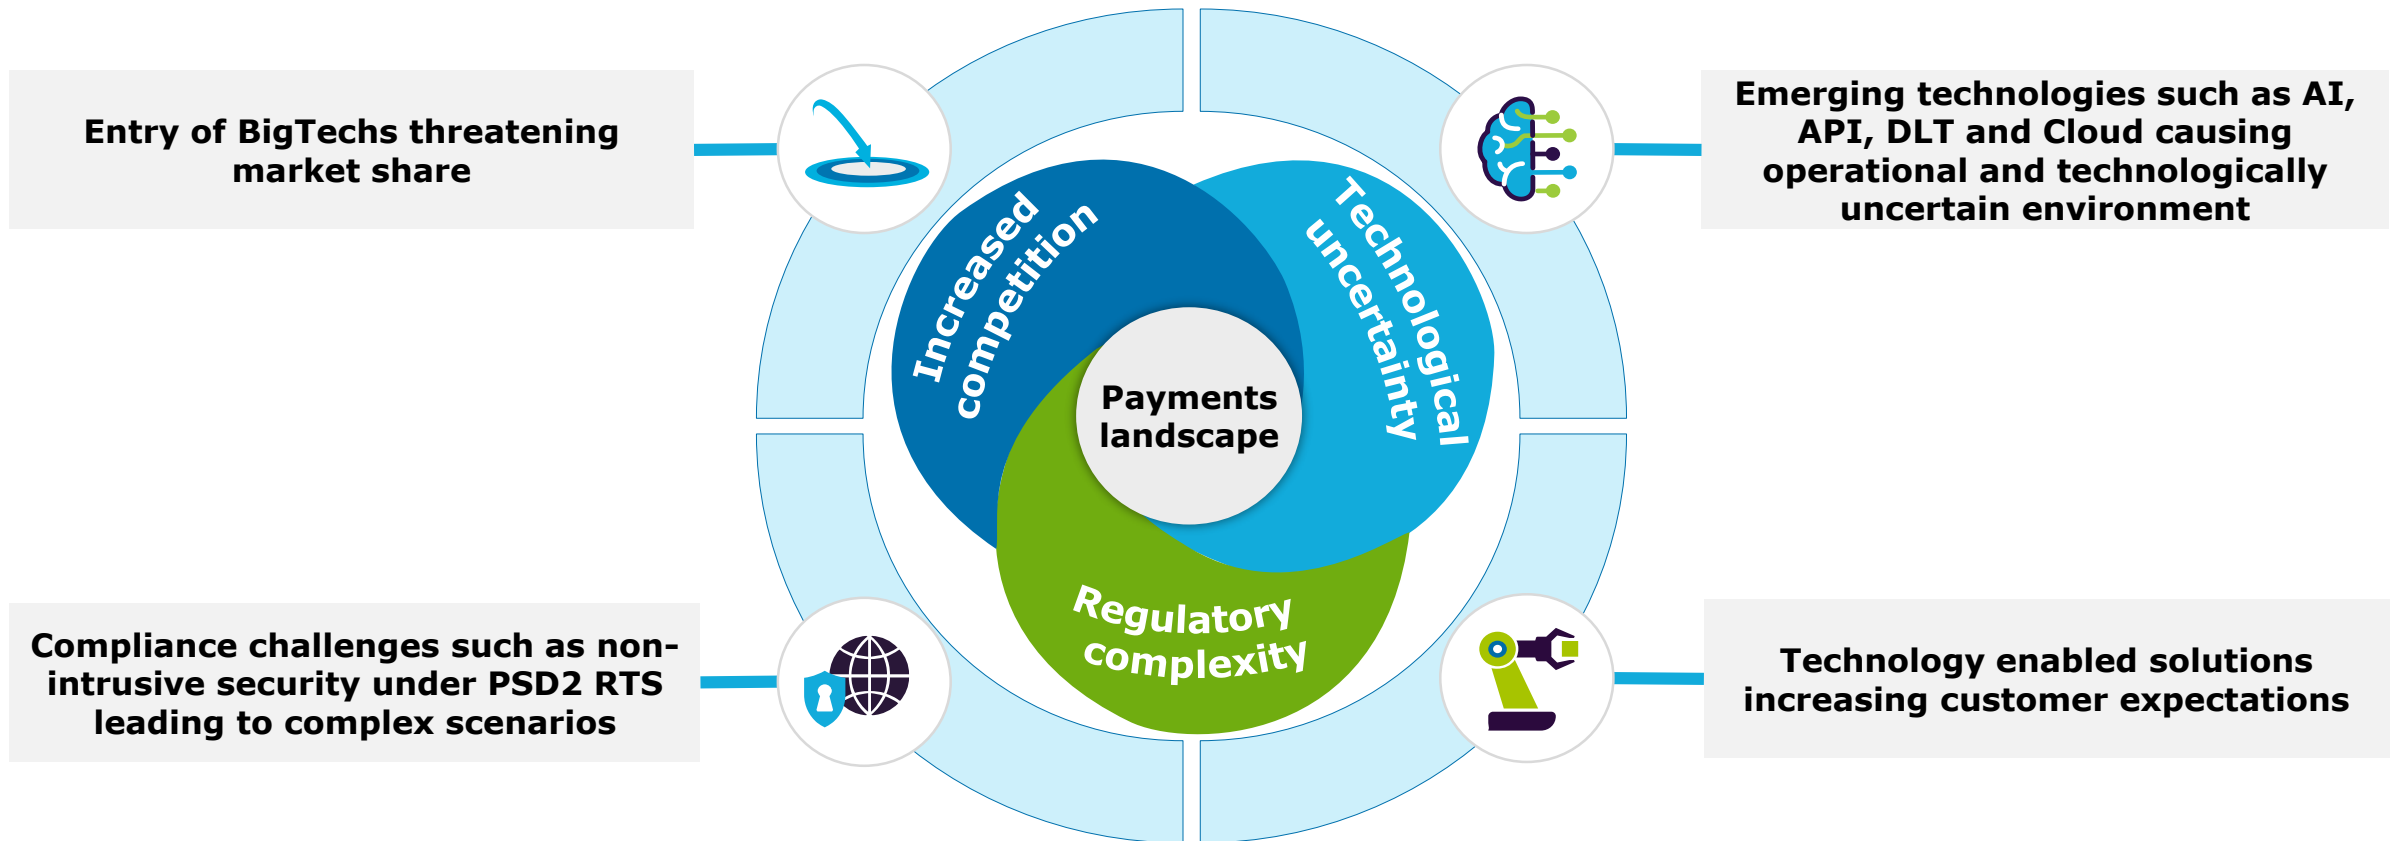 Entry of BigTechs threatening
market share
Emerging technologies such as AI,
API, DLT and Cloud causing
operational and technologically
uncertain environment
Increased
competition
Technological
uncertainty
Payments
landscape
Regulatory
complexity
Compliance challenges such as non-
intrusive security under PSD2 RTS
leading to complex scenarios
Technology enabled solutions
increasing customer expectations